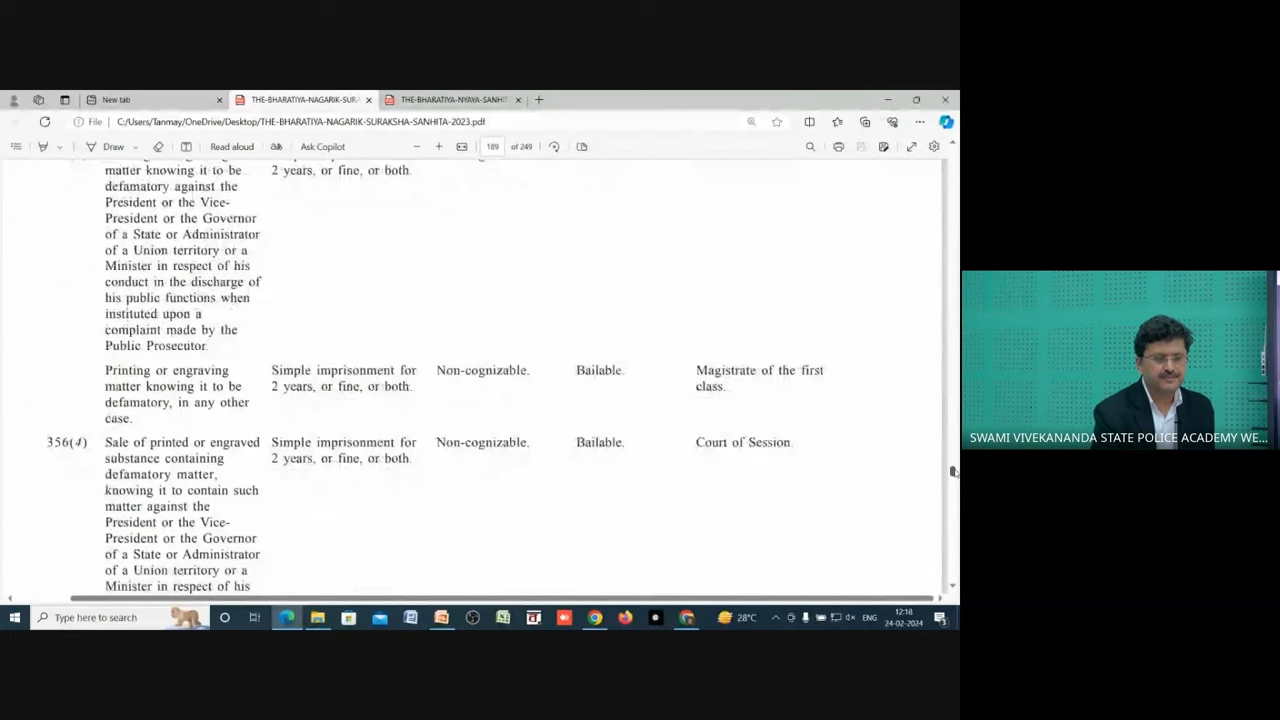 New tab
THE-BHARATIYA-NAGARIK-SURA
THE-BHARATIYA-NYAYA-SANHIT
File
C:/Users/Tanmay/OneDrive/Desktop/THE-BHARATIYA-NAGARIK-SURAKSHA-SANHITA-2023.pdf
Draw
Read aloud
Ask Copilot
189 of 249
matter knowing it to be
defamatory against the
President or the Vice-
President or the Governor
of a State or Administrator
of a Union territory or a
Minister in respect of his
conduct in the discharge of
his public functions when
instituted upon a
complaint made by the
Public Prosecutor.
2 years, or fine, or both.
Printing or engraving
matter knowing it to be
defamatory, in any other
case.
Simple imprisonment for
2 years, or fine, or both.
Non-cognizable.
Bailable.
Magistrate of the first
class.
356(4)
Sale of printed or engraved
substance containing
defamatory matter,
knowing it to contain such
matter against the
President or the Vice-
President or the Governor
of a State or Administrator
of a Union territory or a
Minister in respect of his
Simple imprisonment for
2 years, or fine, or both.
Non-cognizable.
Bailable.
Court of Session.
SWAMI VIVEKANANDA STATE POLICE ACADEMY WE...
Type here to search
28°C
ENG
12:18
24-02-2024